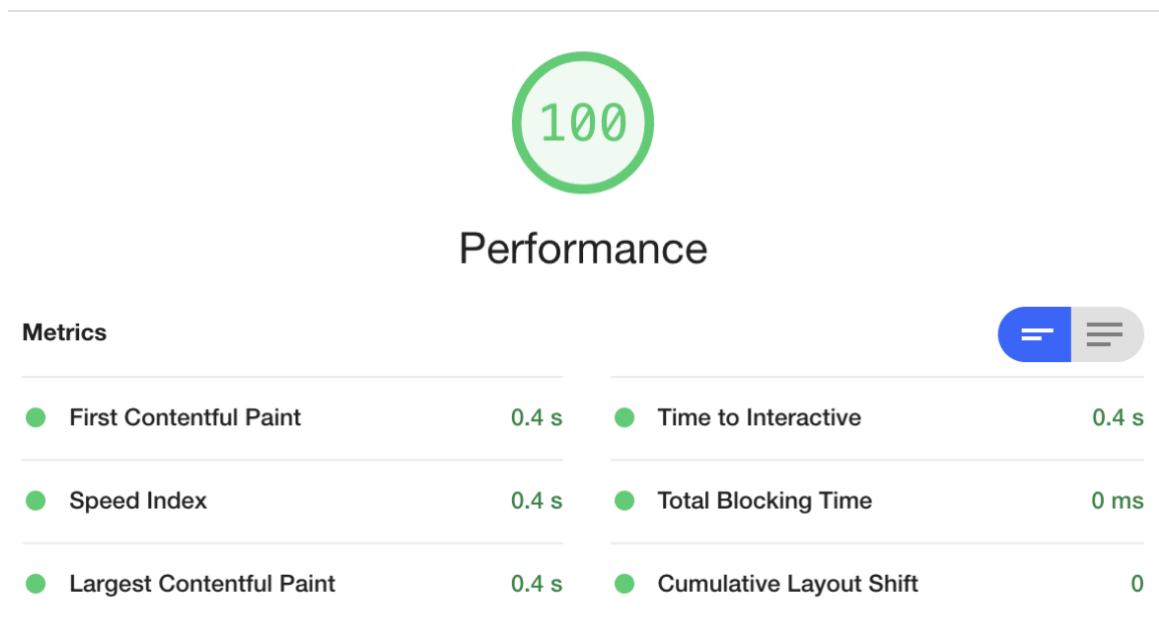 100
Performance
Metrics
First Contentful Paint 0.4 s
Time to Interactive 0.4 s
Speed Index 0.4 s
Total Blocking Time 0 ms
Largest Contentful Paint 0.4 s
Cumulative Layout Shift 0